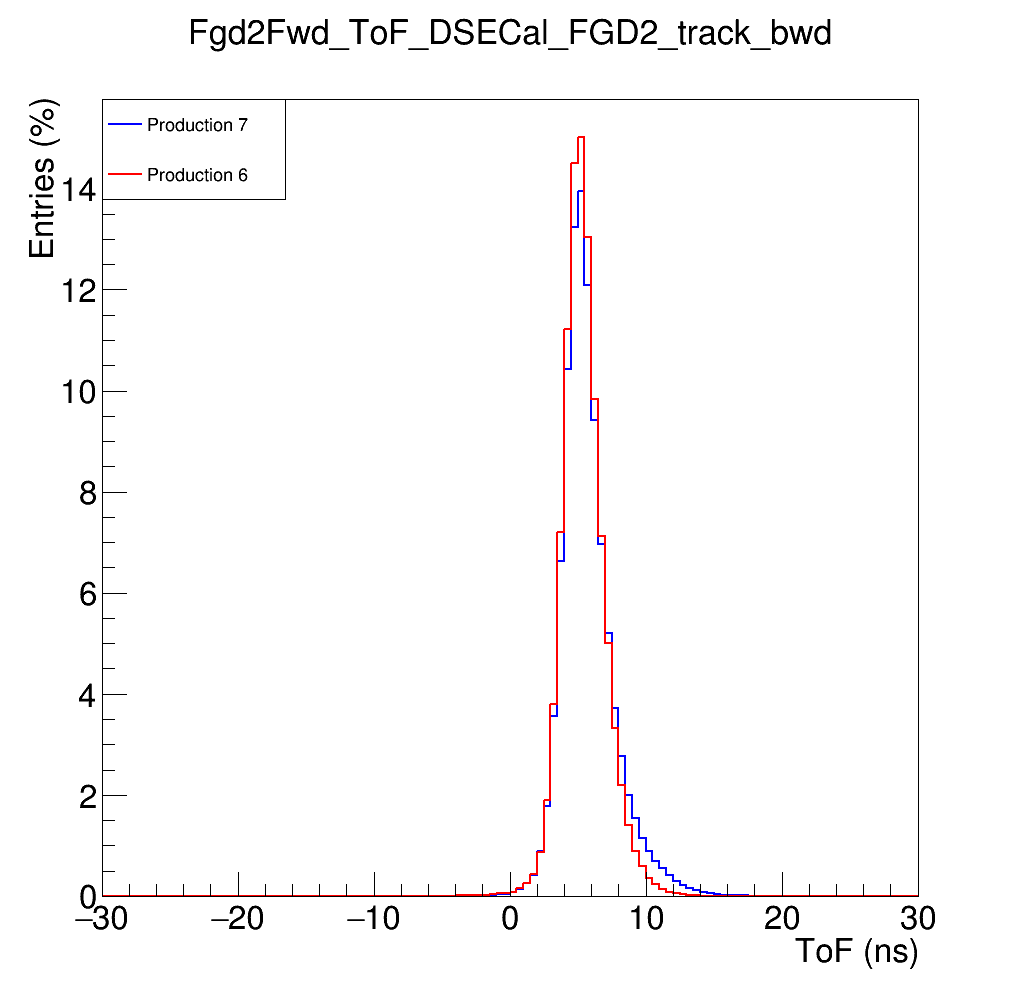 Fgd2Fwd_ToF_DSECal_FGD2_track_bwd
Entries (%)
Production 7
Production 6
14
12
10
8
6
4
2
0
−30 −20 −10 0 10 20 30
ToF (ns)